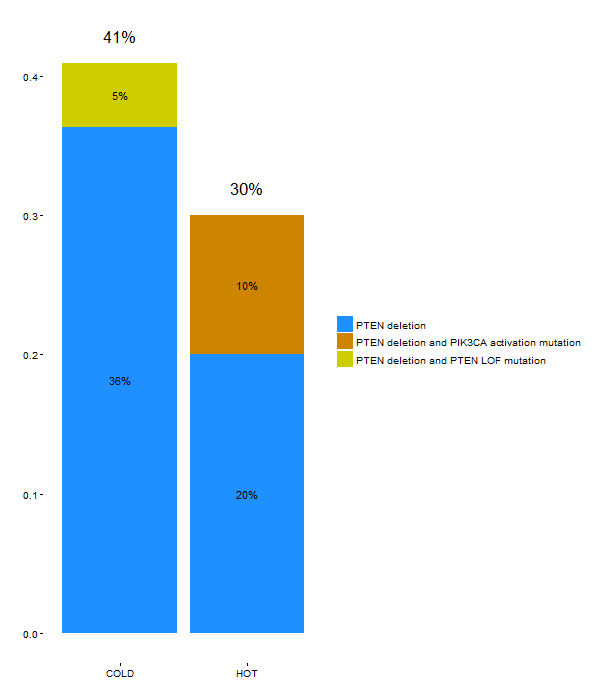 41%
0.4
5%
30%
0.3
10%
PTEN deletion
PTEN deletion and PIK3CA activation mutation
PTEN deletion and PTEN LOF mutation
0.2
36%
20%
0.1
0.0
COLD HOT